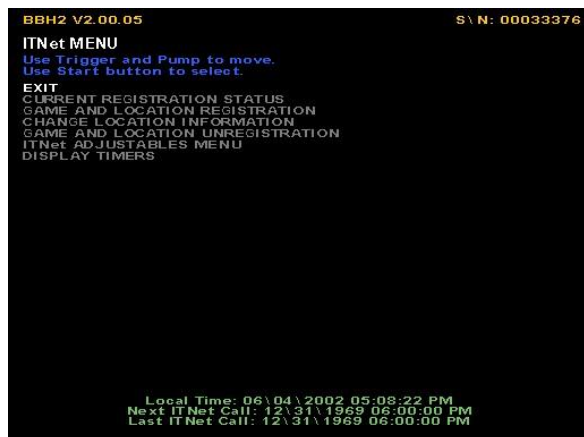 BBH2 V2.00.05 S\N: 00033376
ITNet MENU
Use Trigger and Pump to move.
Use Start button to select.
EXIT
CURRENT REGISTRATION STATUS
GAME AND LOCATION REGISTRATION
CHANGE LOCATION INFORMATION
GAME AND LOCATION UNREGISTRATION
ITNet ADJUSTABLES MENU
DISPLAY TIMERS
Local Time: 06\04\2002 05:08:22 PM
Next ITNet Call: 12\31\1969 06:00:00 PM
Last ITNet Call: 12\31\1969 06:00:00 PM